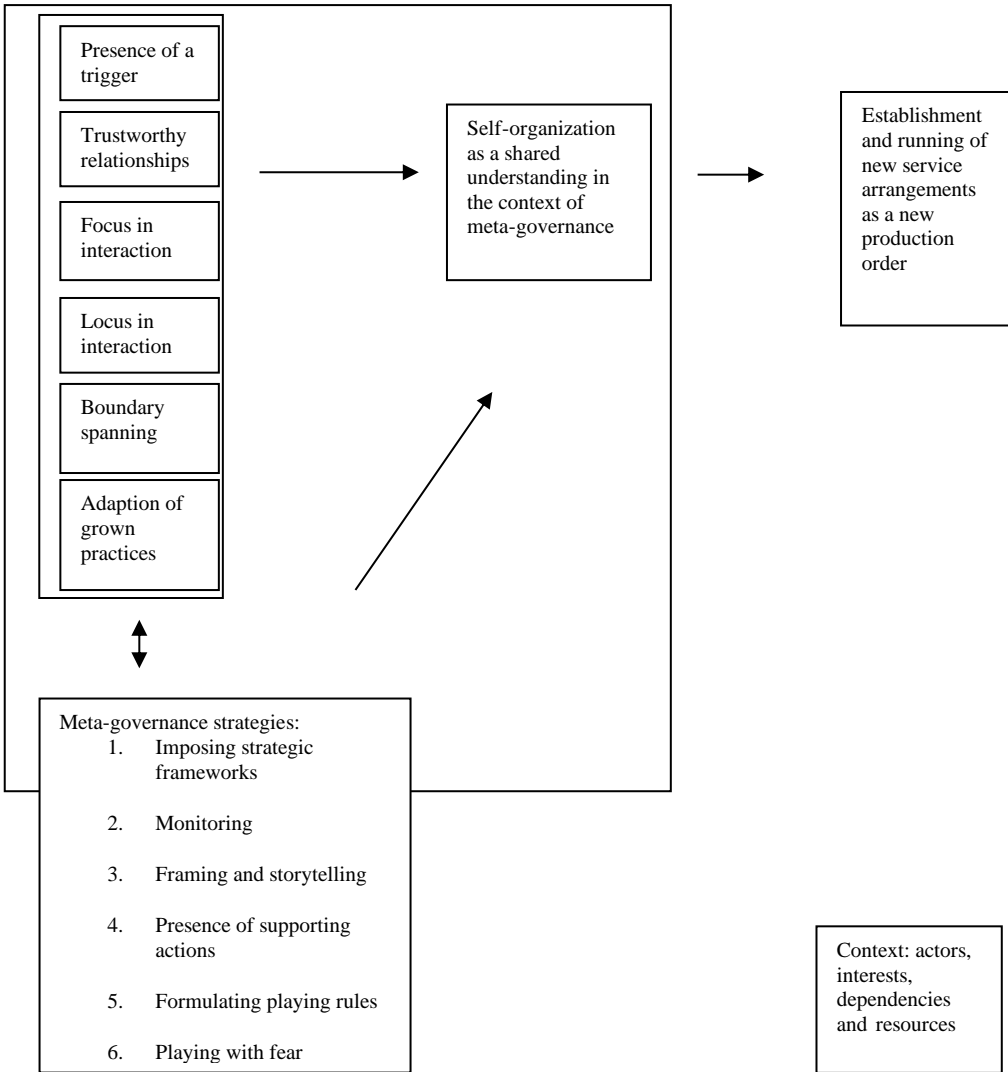 Presence of a
trigger
Trustworthy
relationships
Focus in
interaction
Locus in
interaction
Boundary
spanning
Adaption of
grown
practices
Self-organization
as a shared
understanding in
the context of
meta-governance
Establishment
and running of
new service
arrangements
as a new
production
order
Meta-governance strategies:
1. Imposing strategic
frameworks
2. Monitoring
3. Framing and storytelling
4. Presence of supporting
actions
5. Formulating playing rules
6. Playing with fear
Context: actors,
interests,
dependencies
and resources